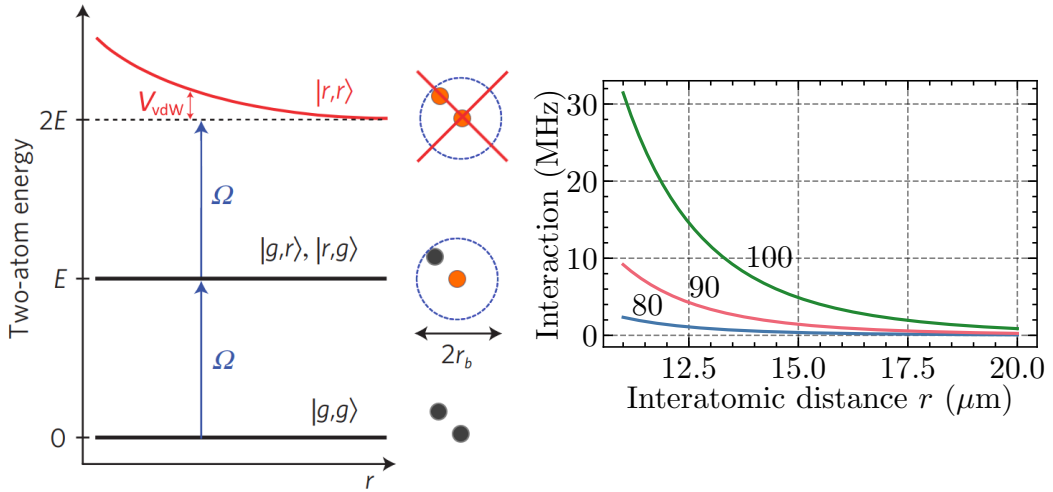 Two-atom energy
V_vdW
|r,r⟩
2E
Ω
|g,r⟩, |r,g⟩
E
Ω
|g,g⟩
0
r
2r_b
Interaction (MHz)
30
20
10
0
100
90
80
12.5 15.0 17.5 20.0
Interatomic distance r (μm)